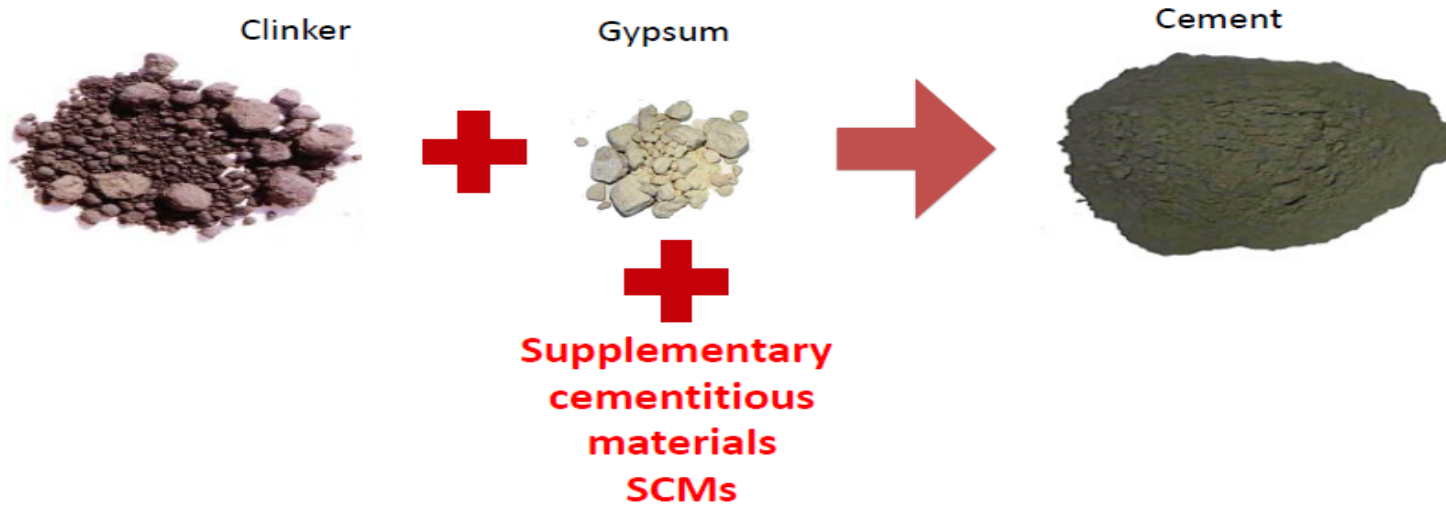 Clinker
Gypsum
Cement
Supplementary
cementitious
materials
SCMs